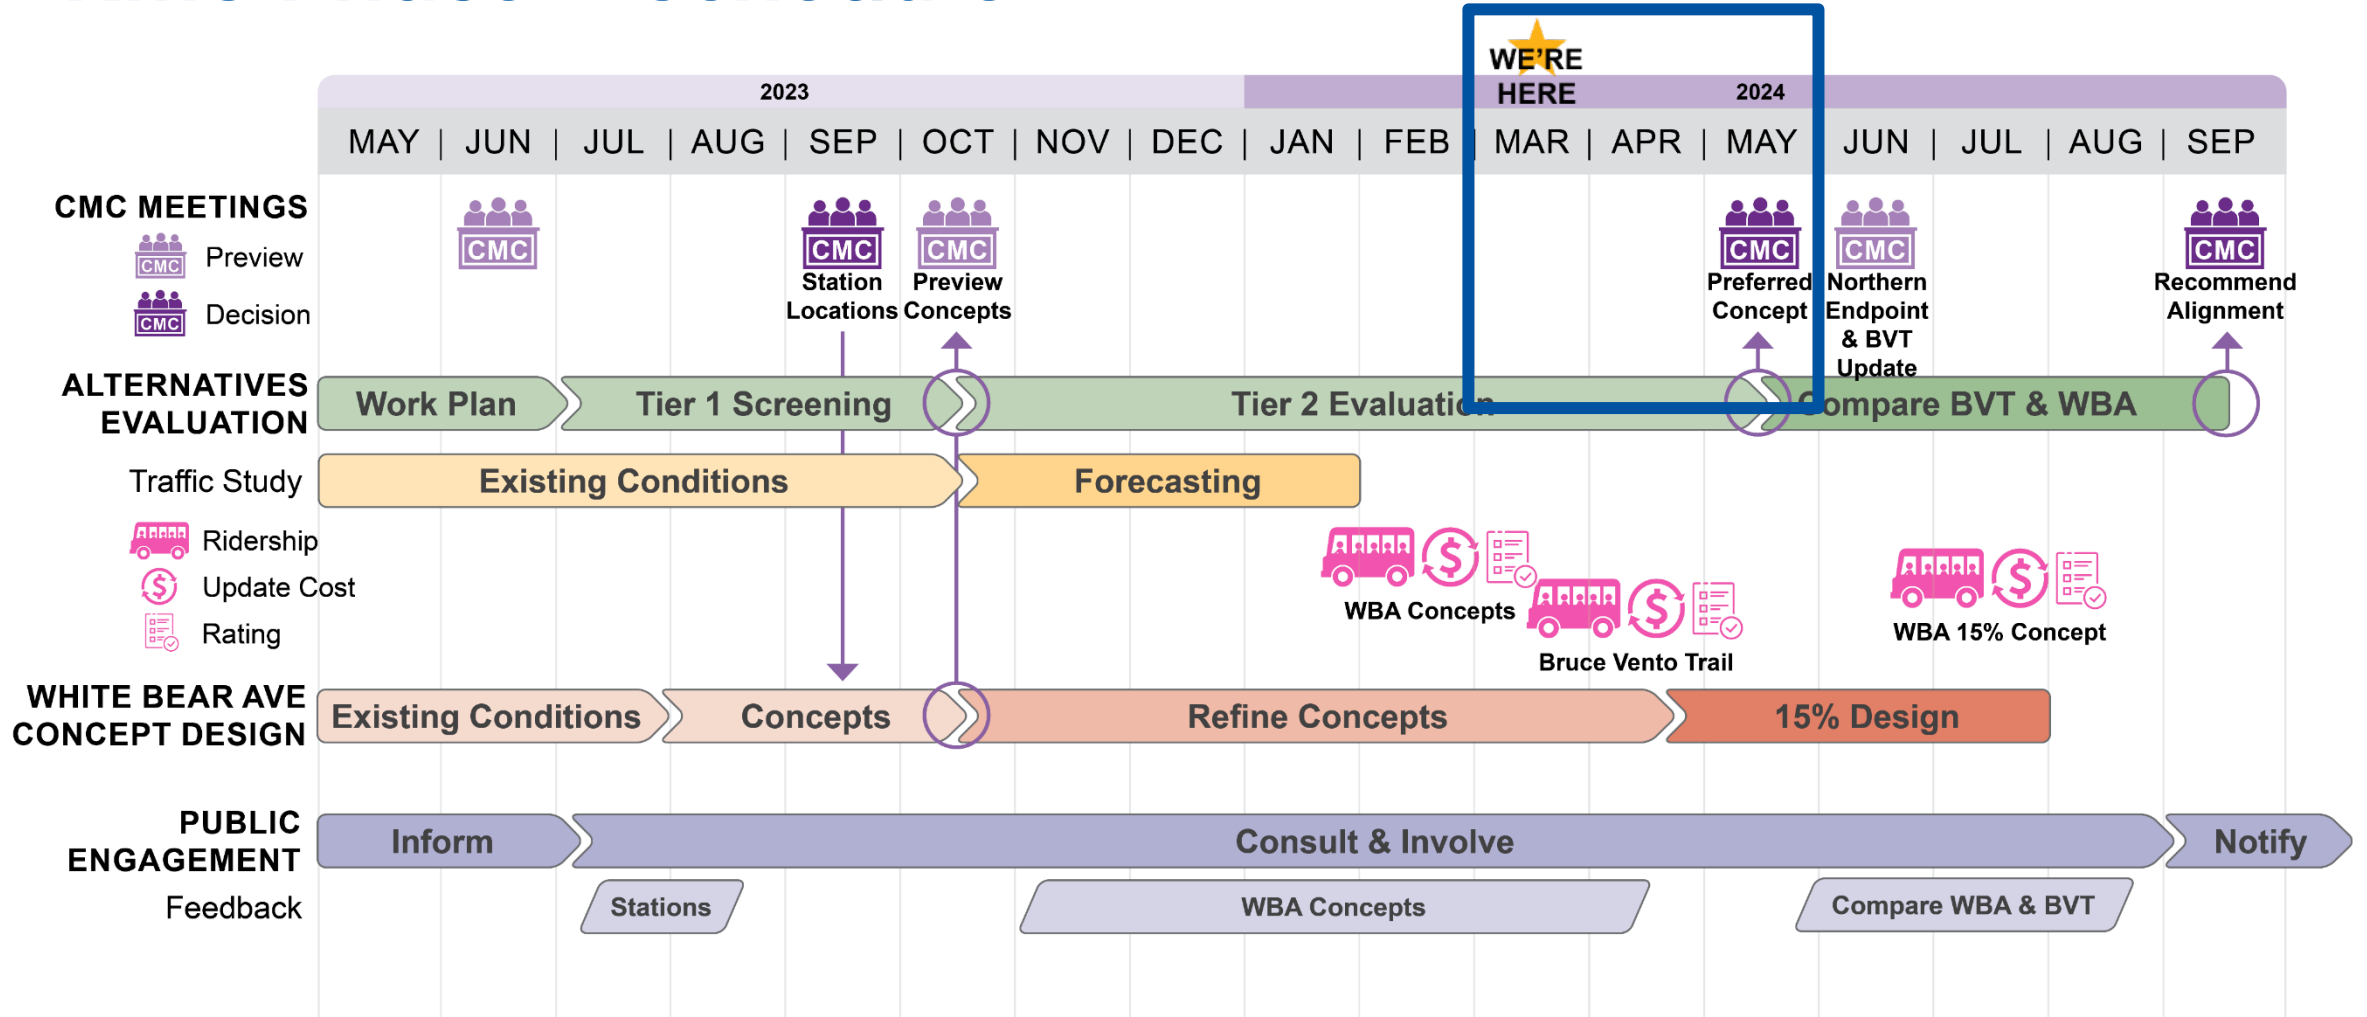 WE'RE
HERE
2023
2024
MAY | JUN | JUL | AUG | SEP | OCT | NOV | DEC | JAN | FEB | MAR | APR | MAY | JUN | JUL | AUG | SEP
CMC MEETINGS
CMC Preview
CMC Decision
CMC
CMC
Station
Locations
CMC
Preview
Concepts
CMC
Preferred
Concept
CMC
Northern
Endpoint
& BVT
Update
CMC
Recommend
Alignment
ALTERNATIVES
EVALUATION
Work Plan
Tier 1 Screening
Tier 2 Evaluation
Compare BVT & WBA
Traffic Study
Existing Conditions
Forecasting
Ridership
$ Update Cost
Rating
$
WBA Concepts
$
Bruce Vento Trail
$
WBA 15% Concept
WHITE BEAR AVE
CONCEPT DESIGN
Existing Conditions
Concepts
Refine Concepts
15% Design
PUBLIC
ENGAGEMENT
Inform
Consult & Involve
Notify
Feedback
Stations
WBA Concepts
Compare WBA & BVT